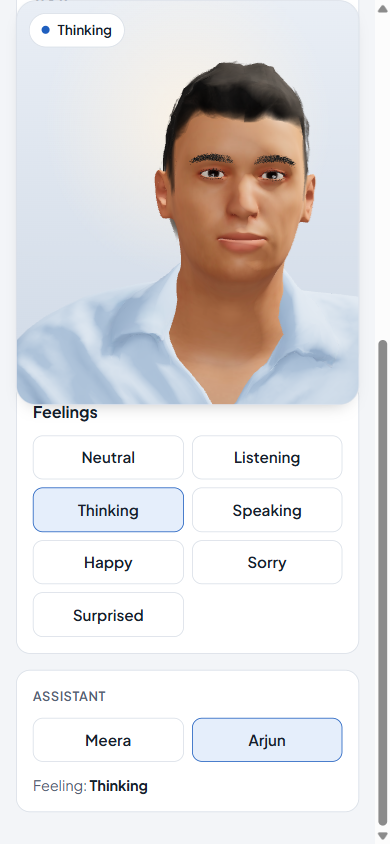 Thinking
Feelings
Neutral
Listening
Thinking
Speaking
Happy
Sorry
Surprised
ASSISTANT
Meera
Arjun
Feeling: Thinking